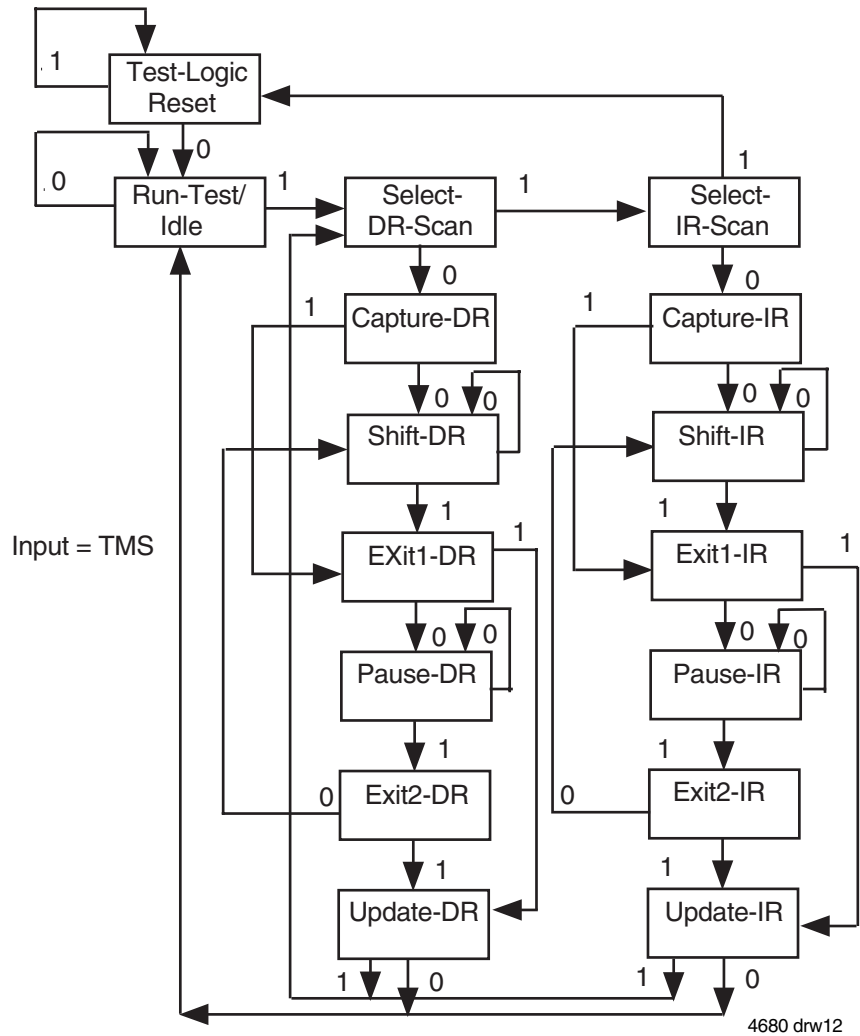 1
Test-Logic
Reset
0
0
Run-Test/
Idle
1
Select-
DR-Scan
1
Select-
IR-Scan
1
0
0
1
Capture-DR
1
Capture-IR
0
0
0
0
Shift-DR
Shift-IR
1
1
Input = TMS
EXit1-DR
1
Exit1-IR
1
0
0
0
0
Pause-DR
Pause-IR
1
1
0
Exit2-DR
0
Exit2-IR
1
1
Update-DR
Update-IR
1
0
1
0
4680 drw12